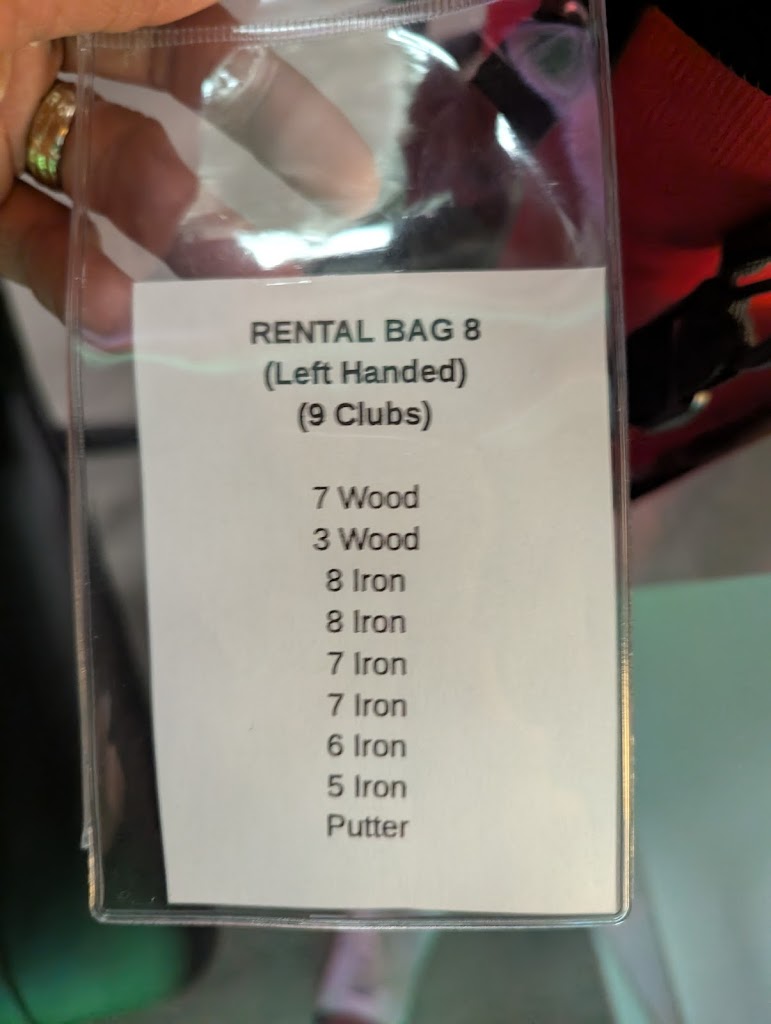 RENTAL BAG 8
(Left Handed)
(9 Clubs)
7 Wood
3 Wood
8 Iron
8 Iron
7 Iron
7 Iron
6 Iron
5 Iron
Putter